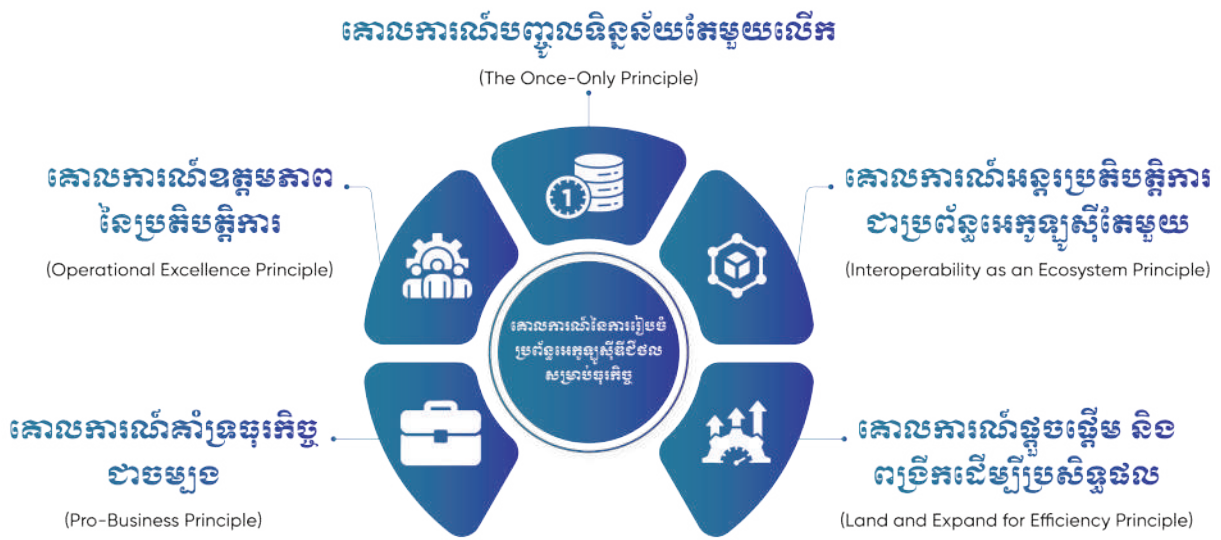 គោលការណ៍បញ្ចូលទិន្នន័យតែមួយលើក
(The Once-Only Principle)
គោលការណ៍ឧត្តមភាព
នៃប្រតិបត្តិការ
(Operational Excellence Principle)
គោលការណ៍អន្តរប្រតិបត្តិការ
ជាប្រព័ន្ធអេកូឡូស៊ីតែមួយ
(Interoperability as an Ecosystem Principle)
1
គោលការណ៍នៃការរៀបចំ
ប្រព័ន្ធអេកូឡូស៊ីឌីជីថល
សម្រាប់ធុរកិច្ច
គោលការណ៍គាំទ្រធុរកិច្ច
ជាចម្បង
(Pro-Business Principle)
គោលការណ៍ផ្តួចផ្តើម និង
ពង្រីកដើម្បីប្រសិទ្ធផល
(Land and Expand for Efficiency Principle)